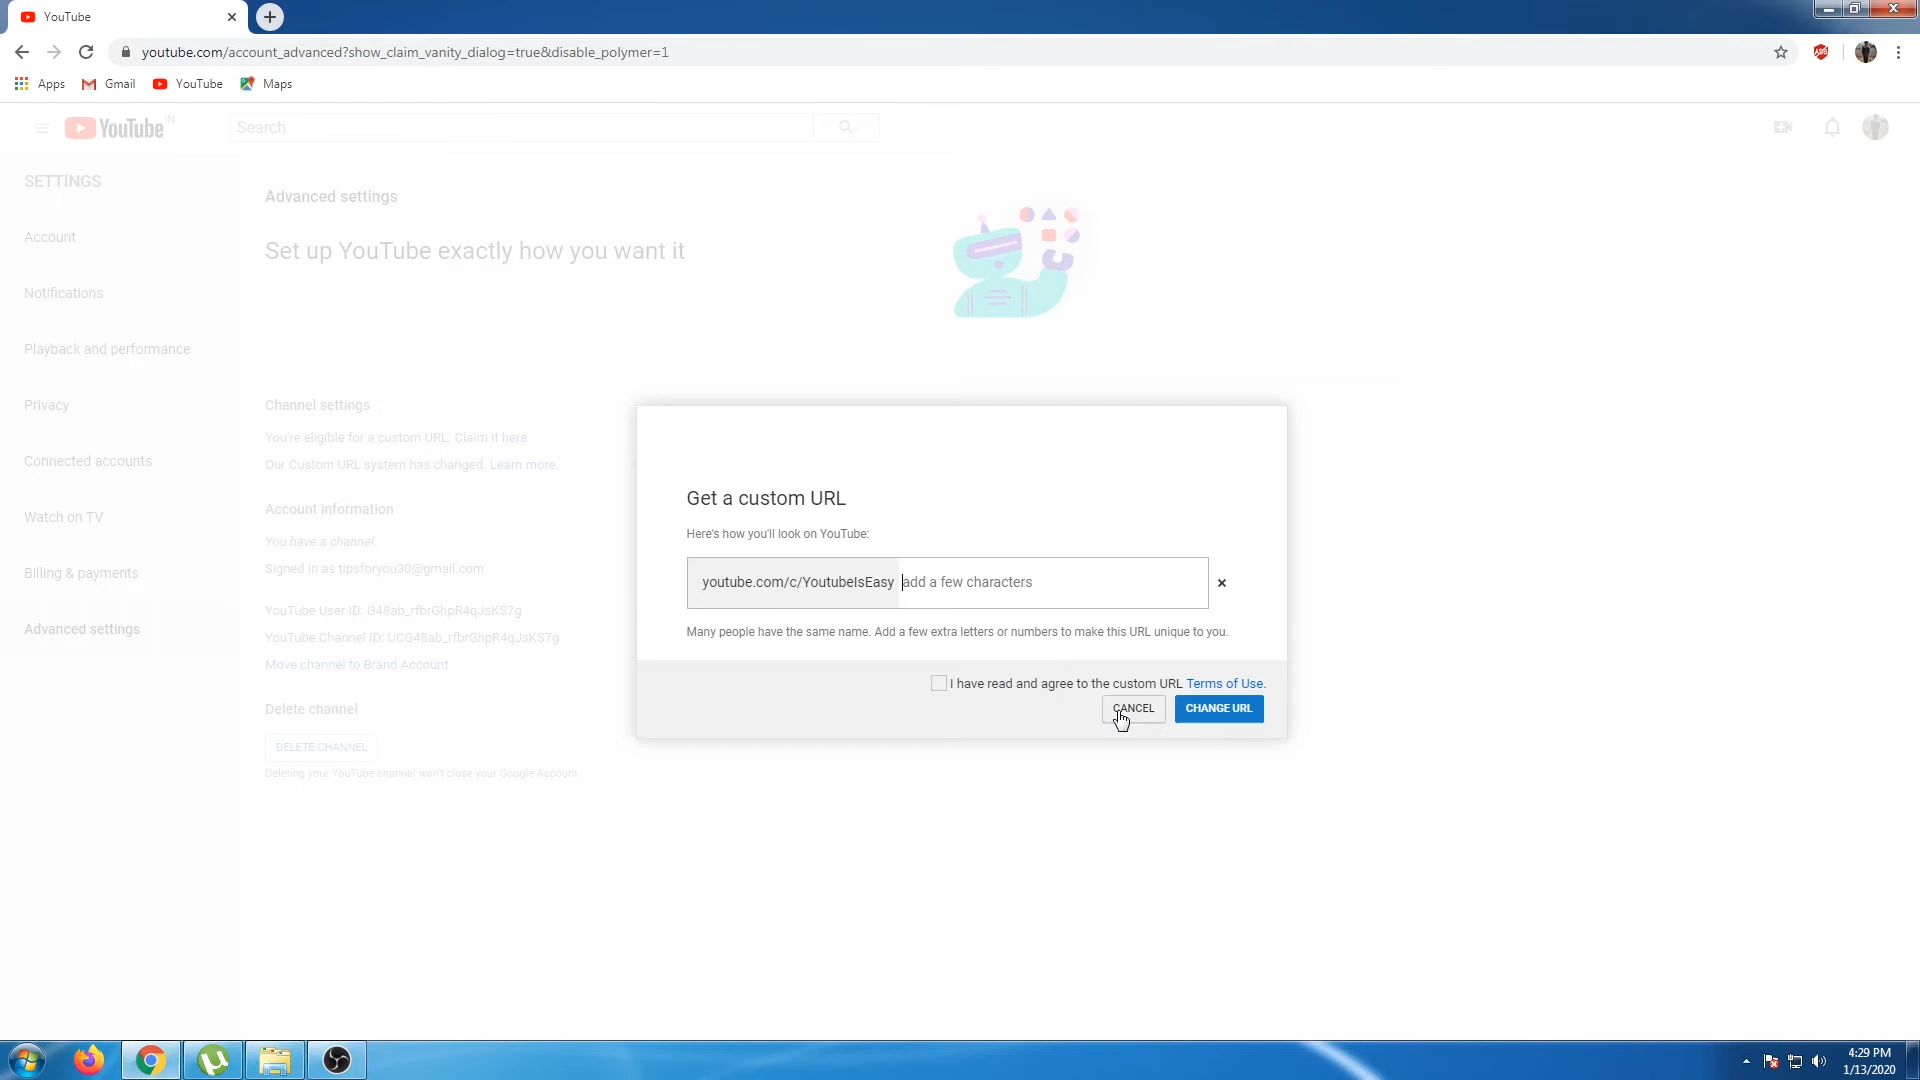 YouTube
youtube.com/account_advanced?show_claim_vanity_dialog=true&disable_polymer=1
Apps Gmail YouTube Maps
YouTube IN
Search
SETTINGS
Account
Notifications
Playback and performance
Privacy
Connected accounts
Watch on TV
Billing & payments
Advanced settings
Advanced settings
Set up YouTube exactly how you want it
Channel settings
You're eligible for a custom URL. Claim it here
Our Custom URL system has changed. Learn more.
Account information
You have a channel.
Signed in as tipsforyou30@gmail.com
YouTube User ID: G48ab_rfbrGhpR4qJsKS7g
YouTube Channel ID: UCG48ab_rfbrGhpR4qJsKS7g
Move channel to Brand Account
Delete channel
DELETE CHANNEL
Deleting your YouTube channel won't close your Google Account
Get a custom URL
Here's how you'll look on YouTube:
youtube.com/c/YoutubeIsEasy add a few characters
Many people have the same name. Add a few extra letters or numbers to make this URL unique to you.
I have read and agree to the custom URL Terms of Use.
CANCEL CHANGE URL
4:29 PM
1/13/2020